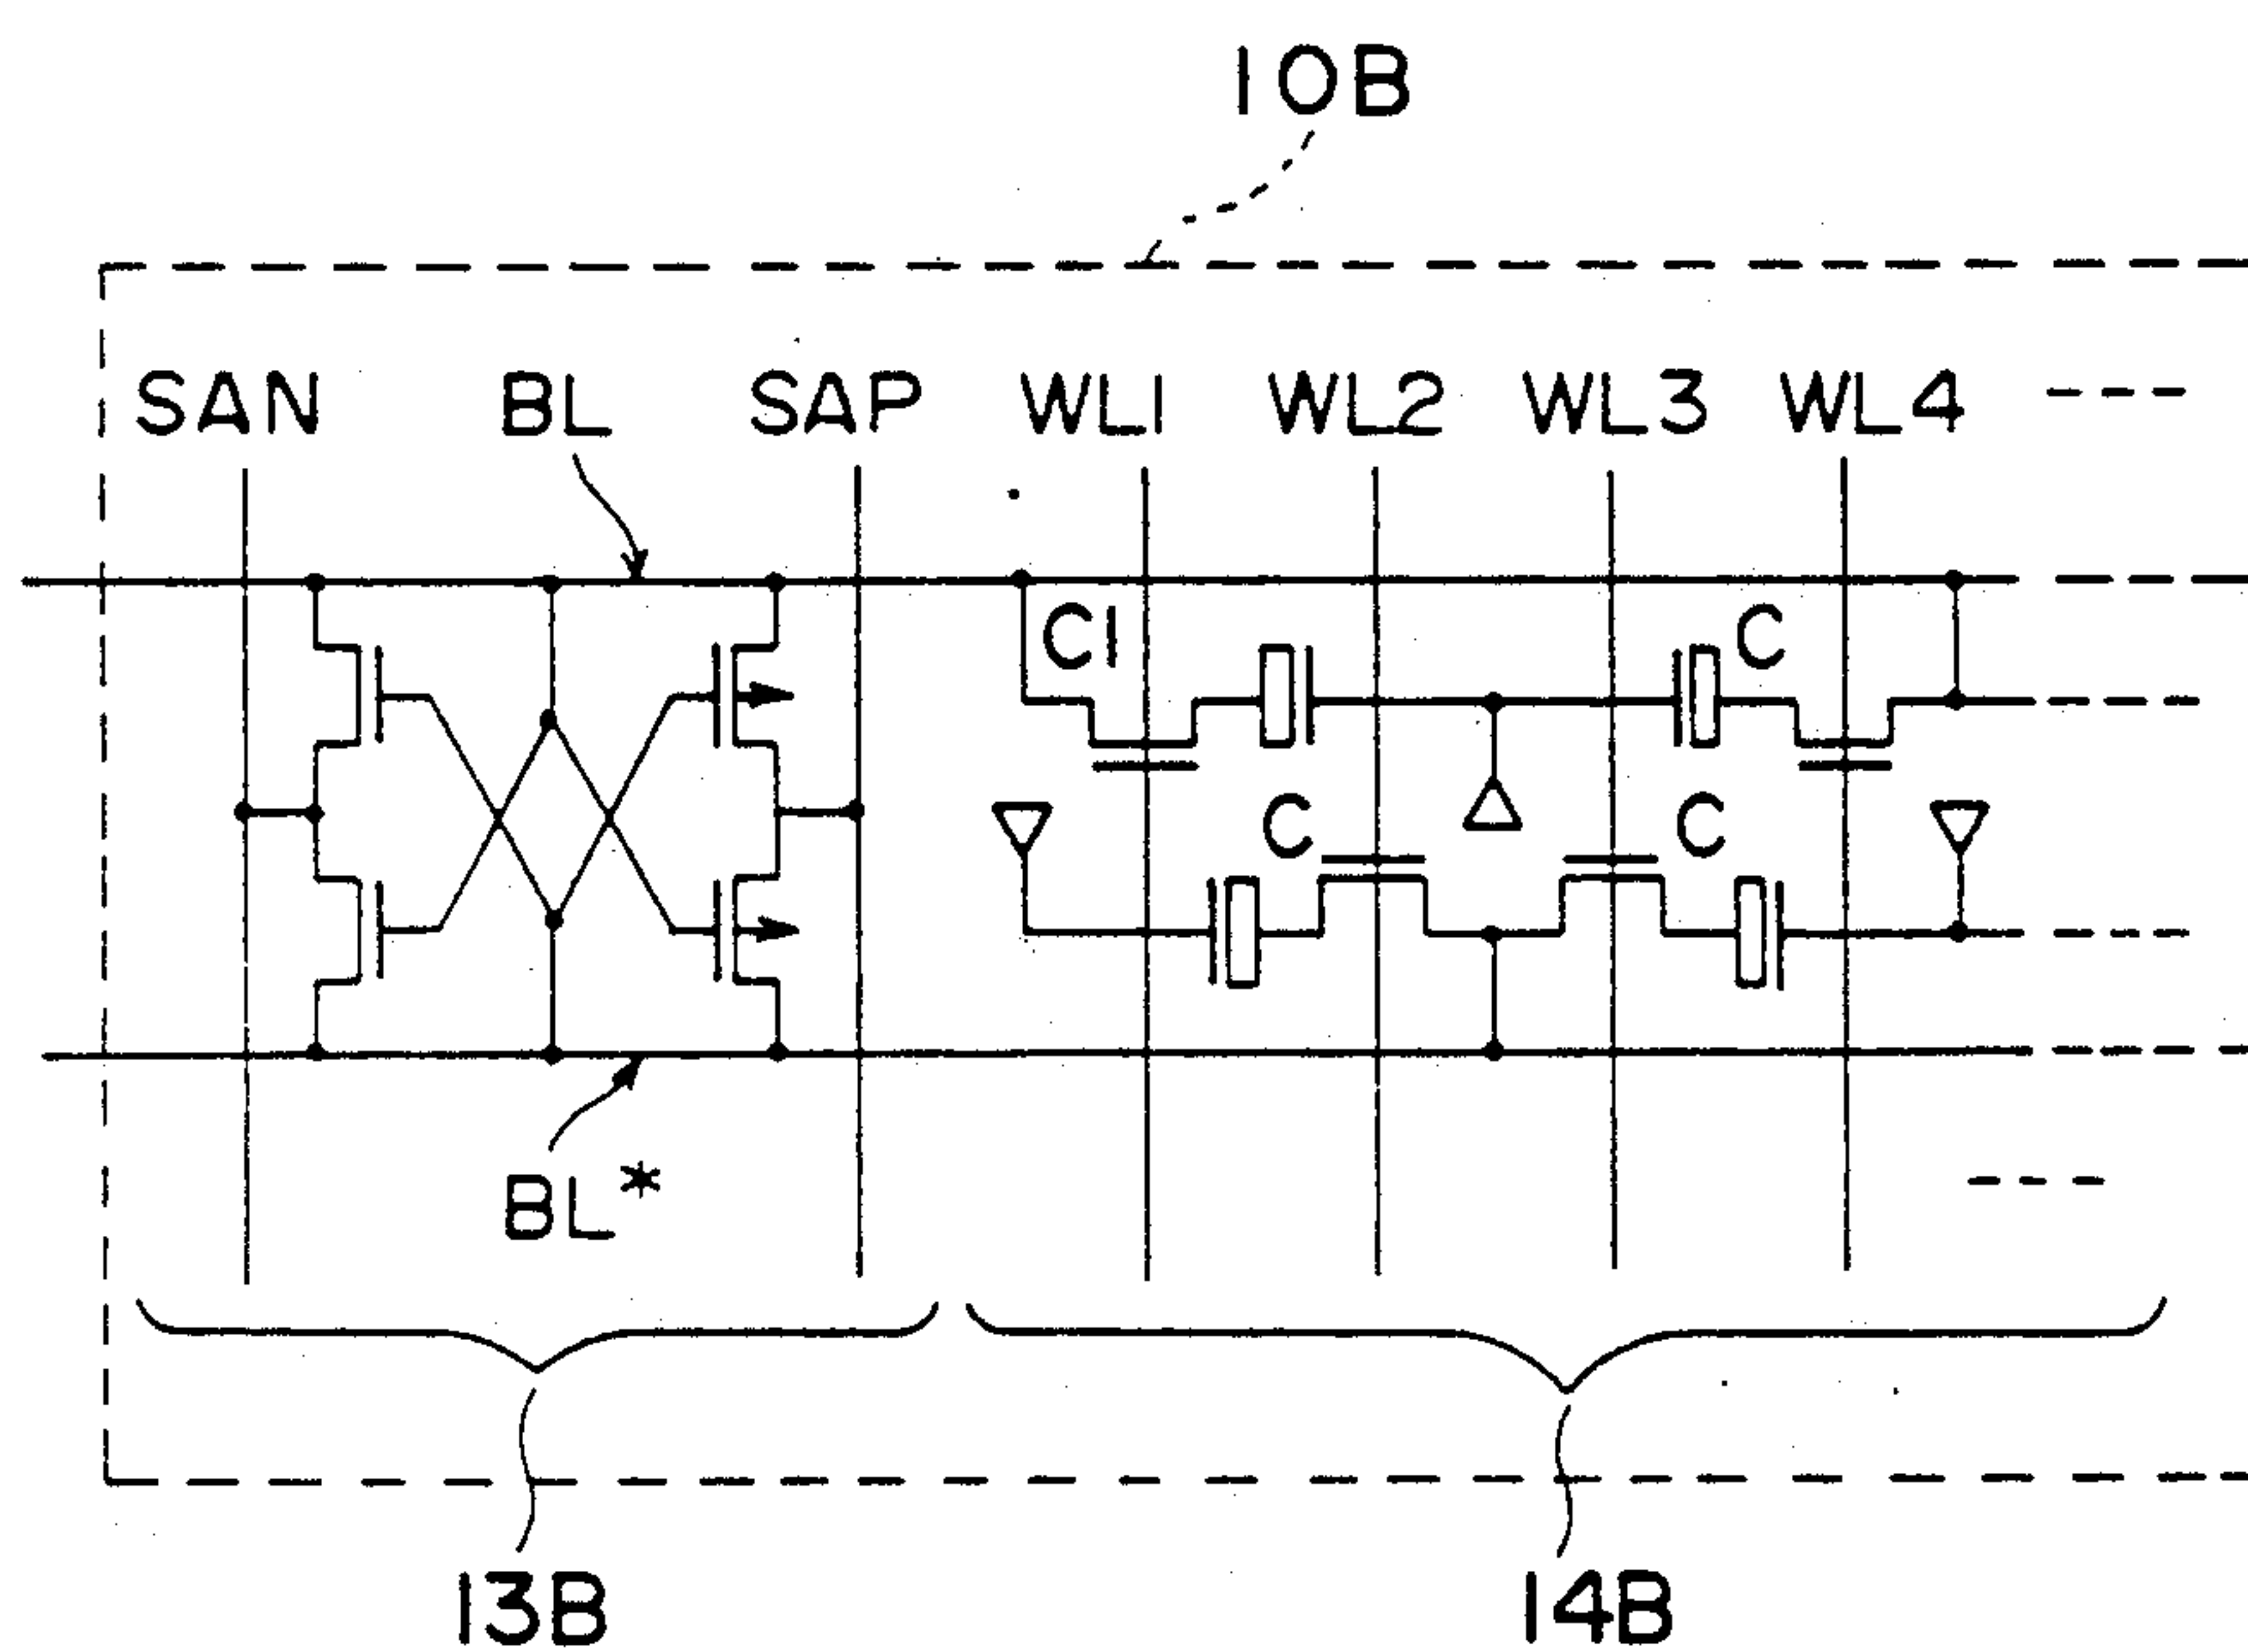 10B
SAN BL SAP WL1 WL2 WL3 WL4
C1 C
C C
BL*
13B 14B